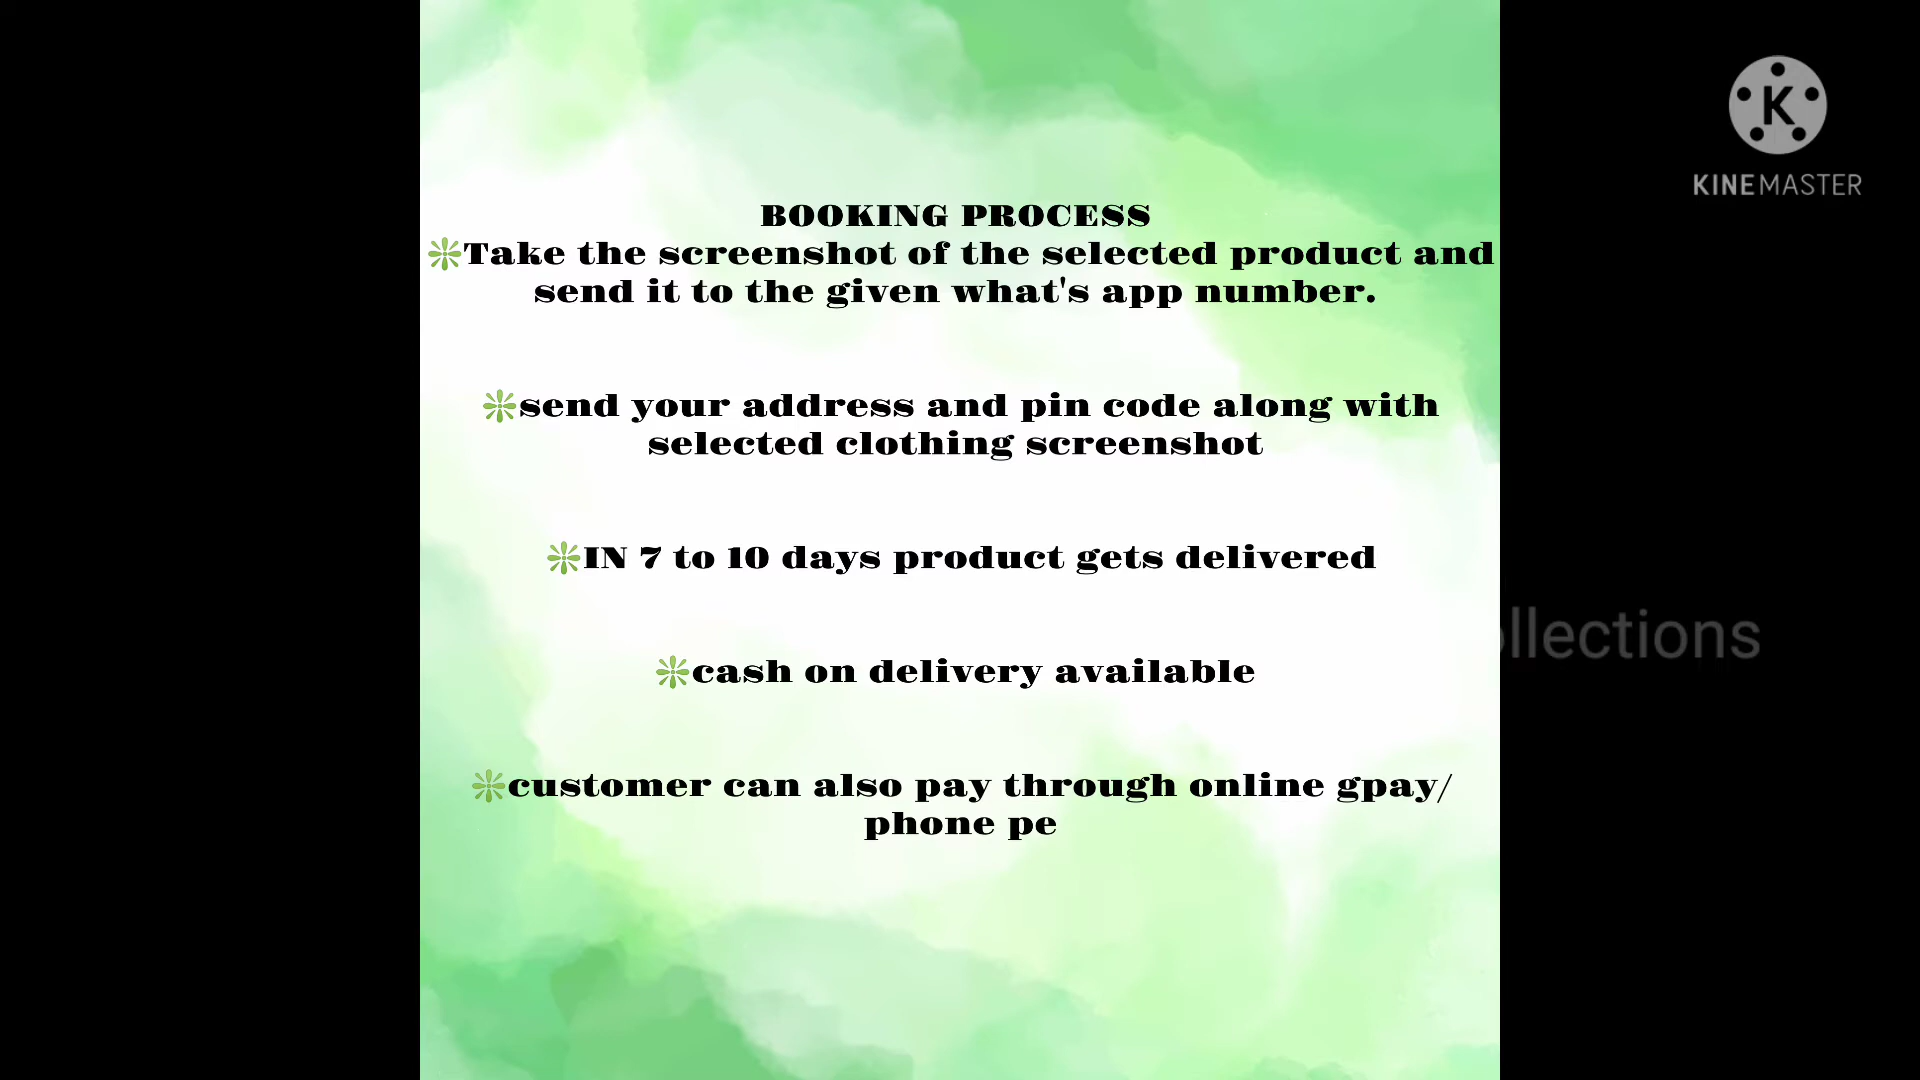 KINEMASTER
BOOKING PROCESS
❇Take the screenshot of the selected product and
send it to the given what's app number.
❇send your address and pin code along with
selected clothing screenshot
❇IN 7 to 10 days product gets delivered
❇cash on delivery available
❇customer can also pay through online gpay/
phone pe
ollections